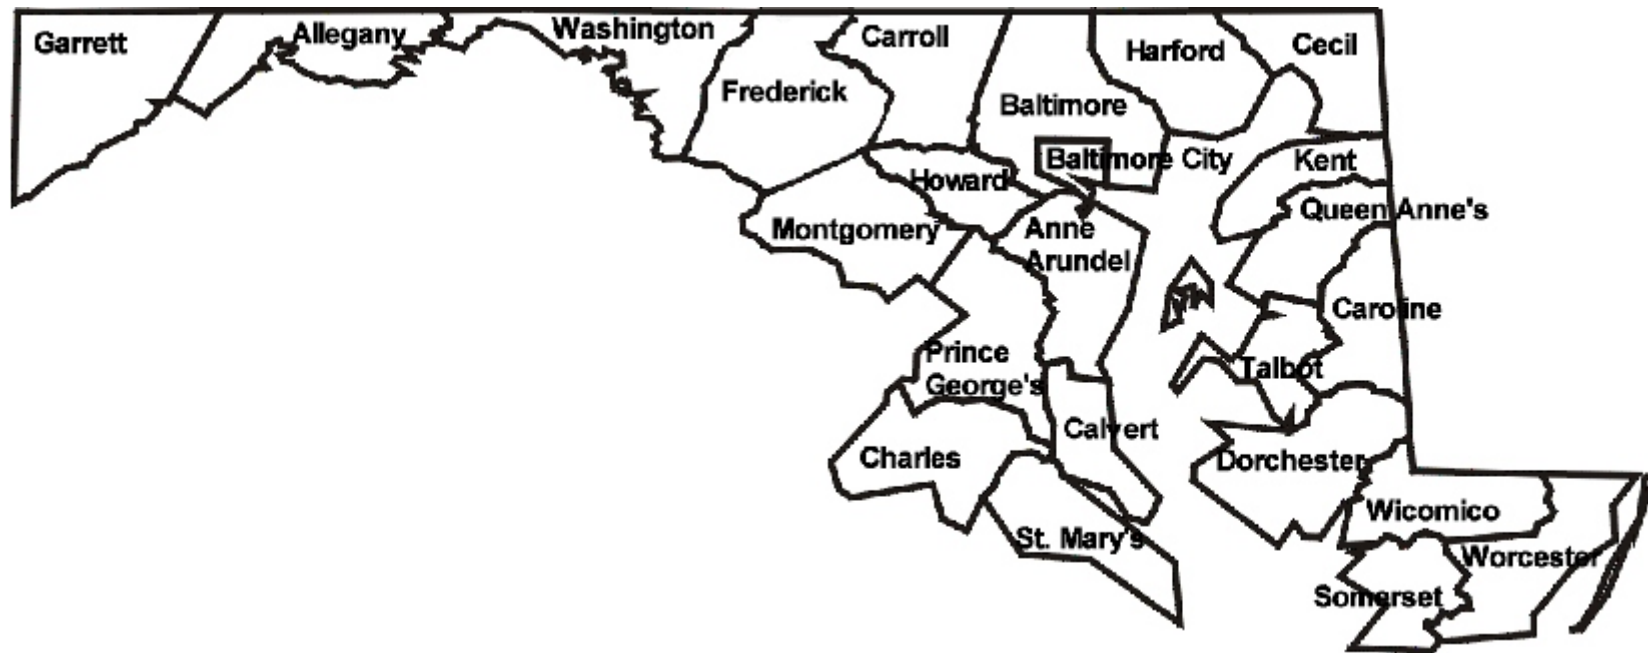 Garrett
Allegany
Washington
Carroll
Harford
Cecil
Frederick
Baltimore
Baltimore City
Kent
Howard
Queen Anne's
Montgomery
Anne
Arundel
Caroline
Prince
George's
Talbot
Calvert
Charles
Dorchester
Wicomico
St. Mary's
Worcester
Somerset